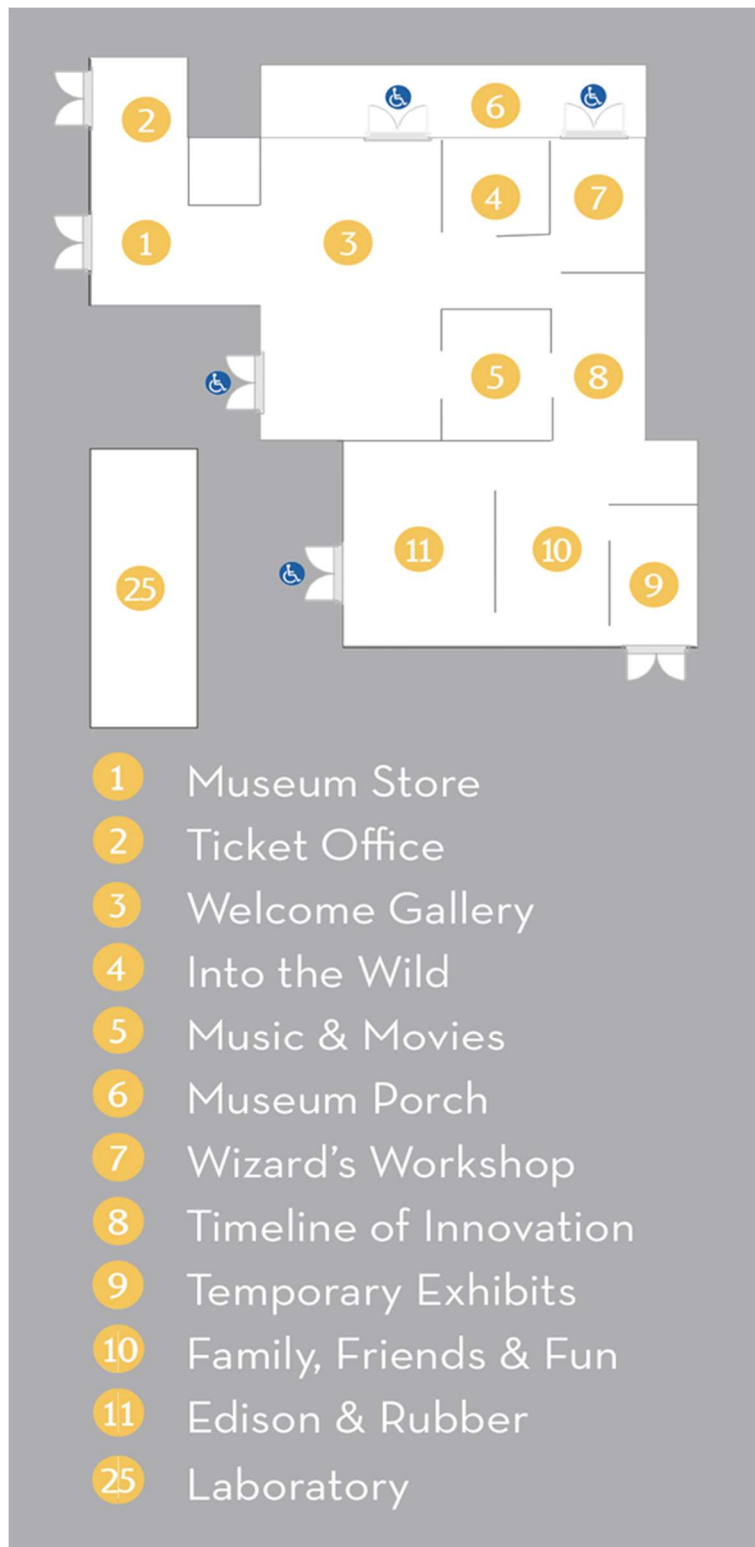 2
6
4
7
1
3
5
8
11
10
9
25
1 Museum Store
2 Ticket Office
3 Welcome Gallery
4 Into the Wild
5 Music & Movies
6 Museum Porch
7 Wizard's Workshop
8 Timeline of Innovation
9 Temporary Exhibits
10 Family, Friends & Fun
11 Edison & Rubber
25 Laboratory